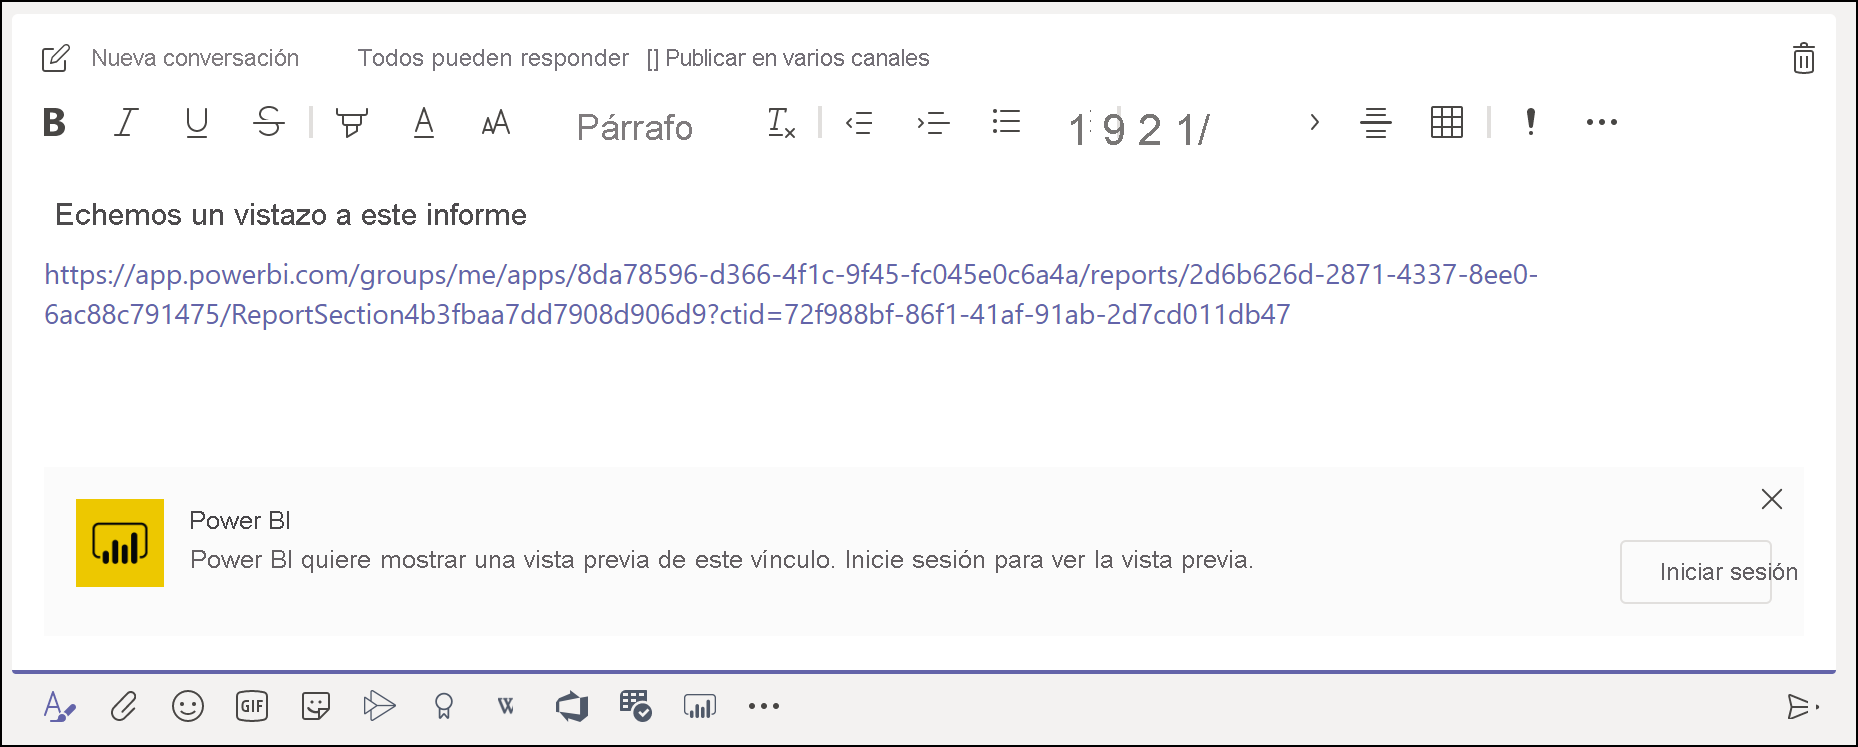 Nueva conversación Todos pueden responder [] Publicar en varios canales
B I U S A AA Párrafo Tx 1 9 2 1/
Echemos un vistazo a este informe
https://app.powerbi.com/groups/me/apps/8da78596-d366-4f1c-9f45-fc045e0c6a4a/reports/2d6b626d-2871-4337-8ee0-
6ac88c791475/ReportSection4b3fbaa7dd7908d906d9?ctid=72f988bf-86f1-41af-91ab-2d7cd011db47
Power BI
Power BI quiere mostrar una vista previa de este vínculo. Inicie sesión para ver la vista previa.
Iniciar sesión
GIF